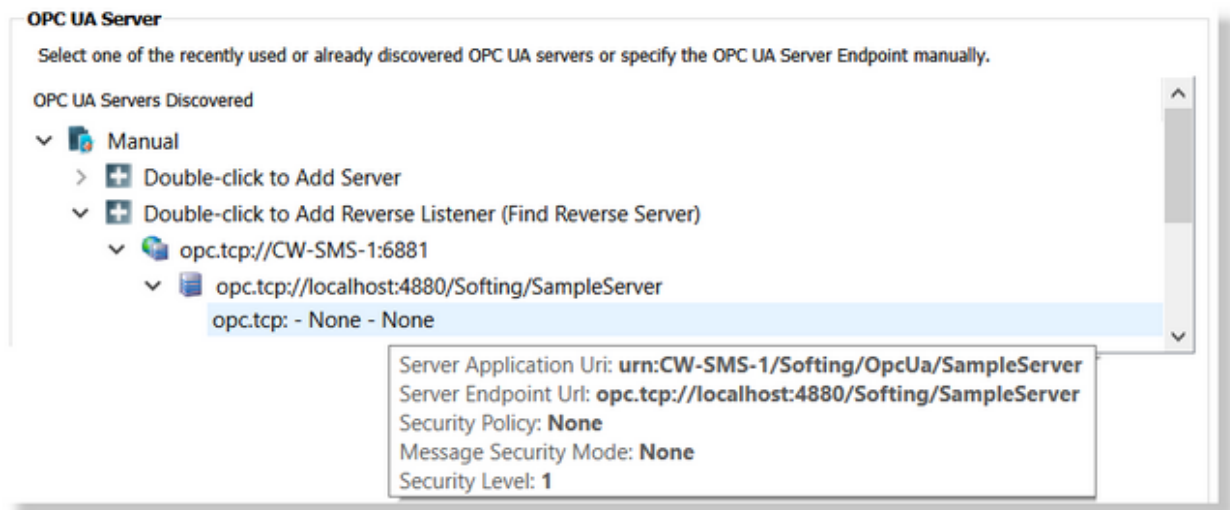 OPC UA Server
Select one of the recently used or already discovered OPC UA servers or specify the OPC UA Server Endpoint manually.
OPC UA Servers Discovered
Manual
Double-click to Add Server
Double-click to Add Reverse Listener (Find Reverse Server)
opc.tcp://CW-SMS-1:6881
opc.tcp://localhost:4880/Softing/SampleServer
opc.tcp: - None - None
Server Application Uri: urn:CW-SMS-1/Softing/OpcUa/SampleServer
Server Endpoint Url: opc.tcp://localhost:4880/Softing/SampleServer
Security Policy: None
Message Security Mode: None
Security Level: 1